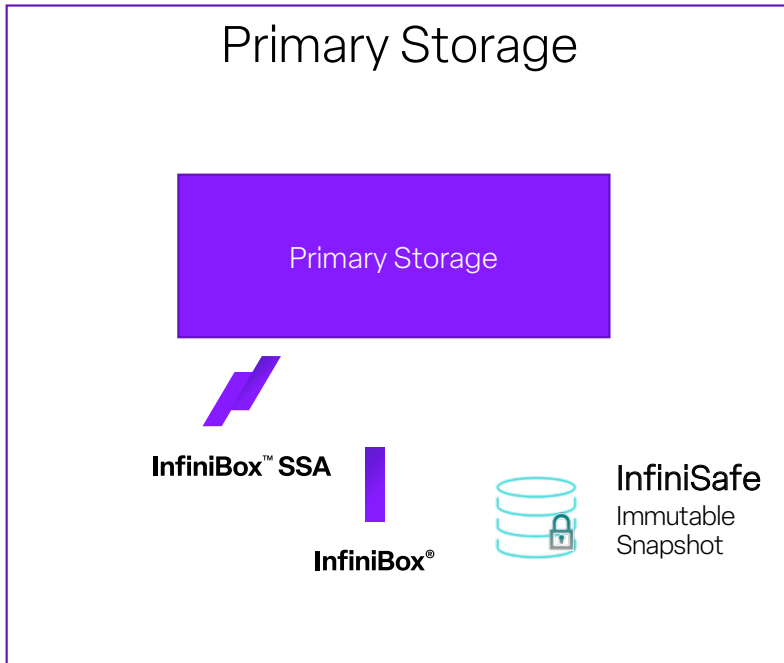 Primary Storage
Primary Storage
InfiniBox™ SSA
InfiniBox®
InfiniSafe
Immutable
Snapshot